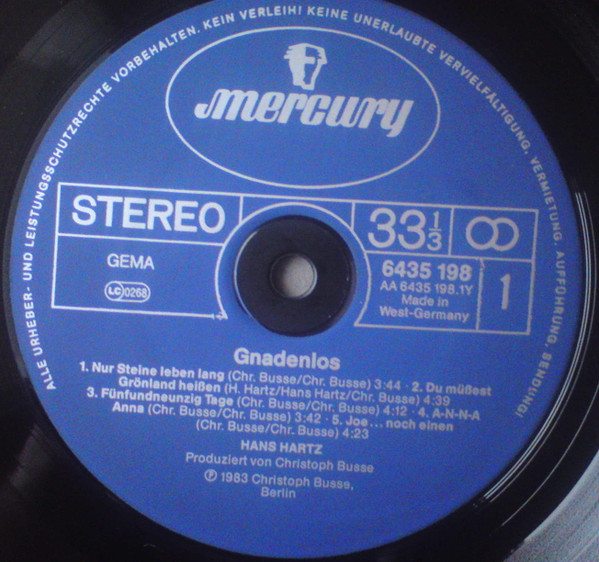 ALLE URHEBER- UND LEISTUNGSSCHUTZRECHTE VORBEHALTEN. KEIN VERLEIH! KEINE UNERLAUBTE VERVIELFÄLTIGUNG, VERMIETUNG, AUFFÜHRUNG, SENDUNG!
mercury
STEREO
33 1/3
GEMA
LC 0268
6435 198
AA 6435 198.1Y
Made in
West-Germany
1
Gnadenlos
1. Nur Steine leben lang (Chr. Busse/Chr. Busse) 3:44 · 2. Du müßest
Grönland heißen (H. Hartz/Hans Hartz/Chr. Busse) 4:39
3. Fünfundneunzig Tage (Chr. Busse/Chr. Busse) 4:12 · 4. A-N-N-A
Anna (Chr. Busse/Chr. Busse) 3:42 · 5. Joe... noch einen
(Chr. Busse/Chr. Busse) 4:23
HANS HARTZ
Produziert von Christoph Busse
℗ 1983 Christoph Busse,
Berlin